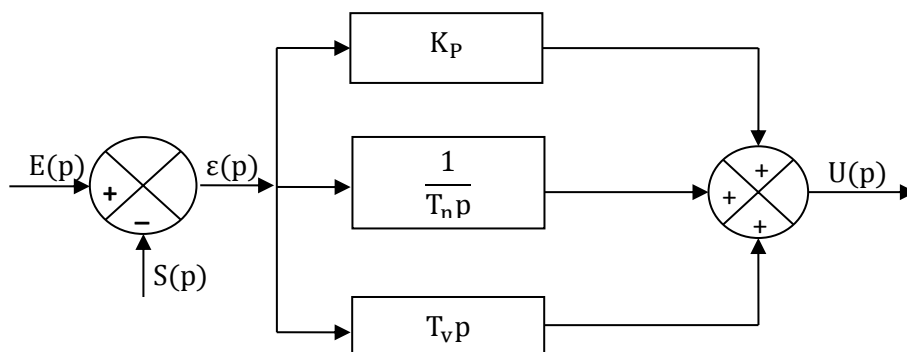 K_P
E(p)
+
−
S(p)
ε(p)
1
T_n p
T_v p
+
+
+
U(p)